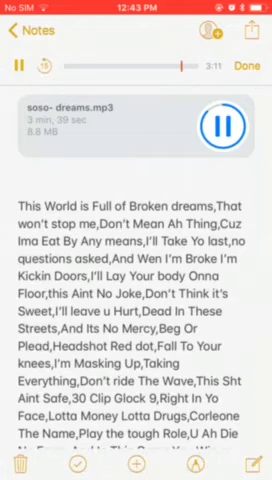 No SIM 12:43 PM
Notes
15 3:11 Done
soso- dreams.mp3
3 min, 39 sec
8.8 MB
This World is Full of Broken dreams,That
won't stop me,Don't Mean Ah Thing,Cuz
Ima Eat By Any means,I'll Take Yo last,no
questions asked,And Wen I'm Broke I'm
Kickin Doors,I'll Lay Your body Onna
Floor,this Aint No Joke,Don't Think it's
Sweet,I'll leave u Hurt,Dead In These
Streets,And Its No Mercy,Beg Or
Plead,Headshot Red dot,Fall To Your
knees,I'm Masking Up,Taking
Everything,Don't ride The Wave,This Sht
Aint Safe,30 Clip Glock 9,Right In Yo
Face,Lotta Money Lotta Drugs,Corleone
The Name,Play the tough Role,U Ah Die